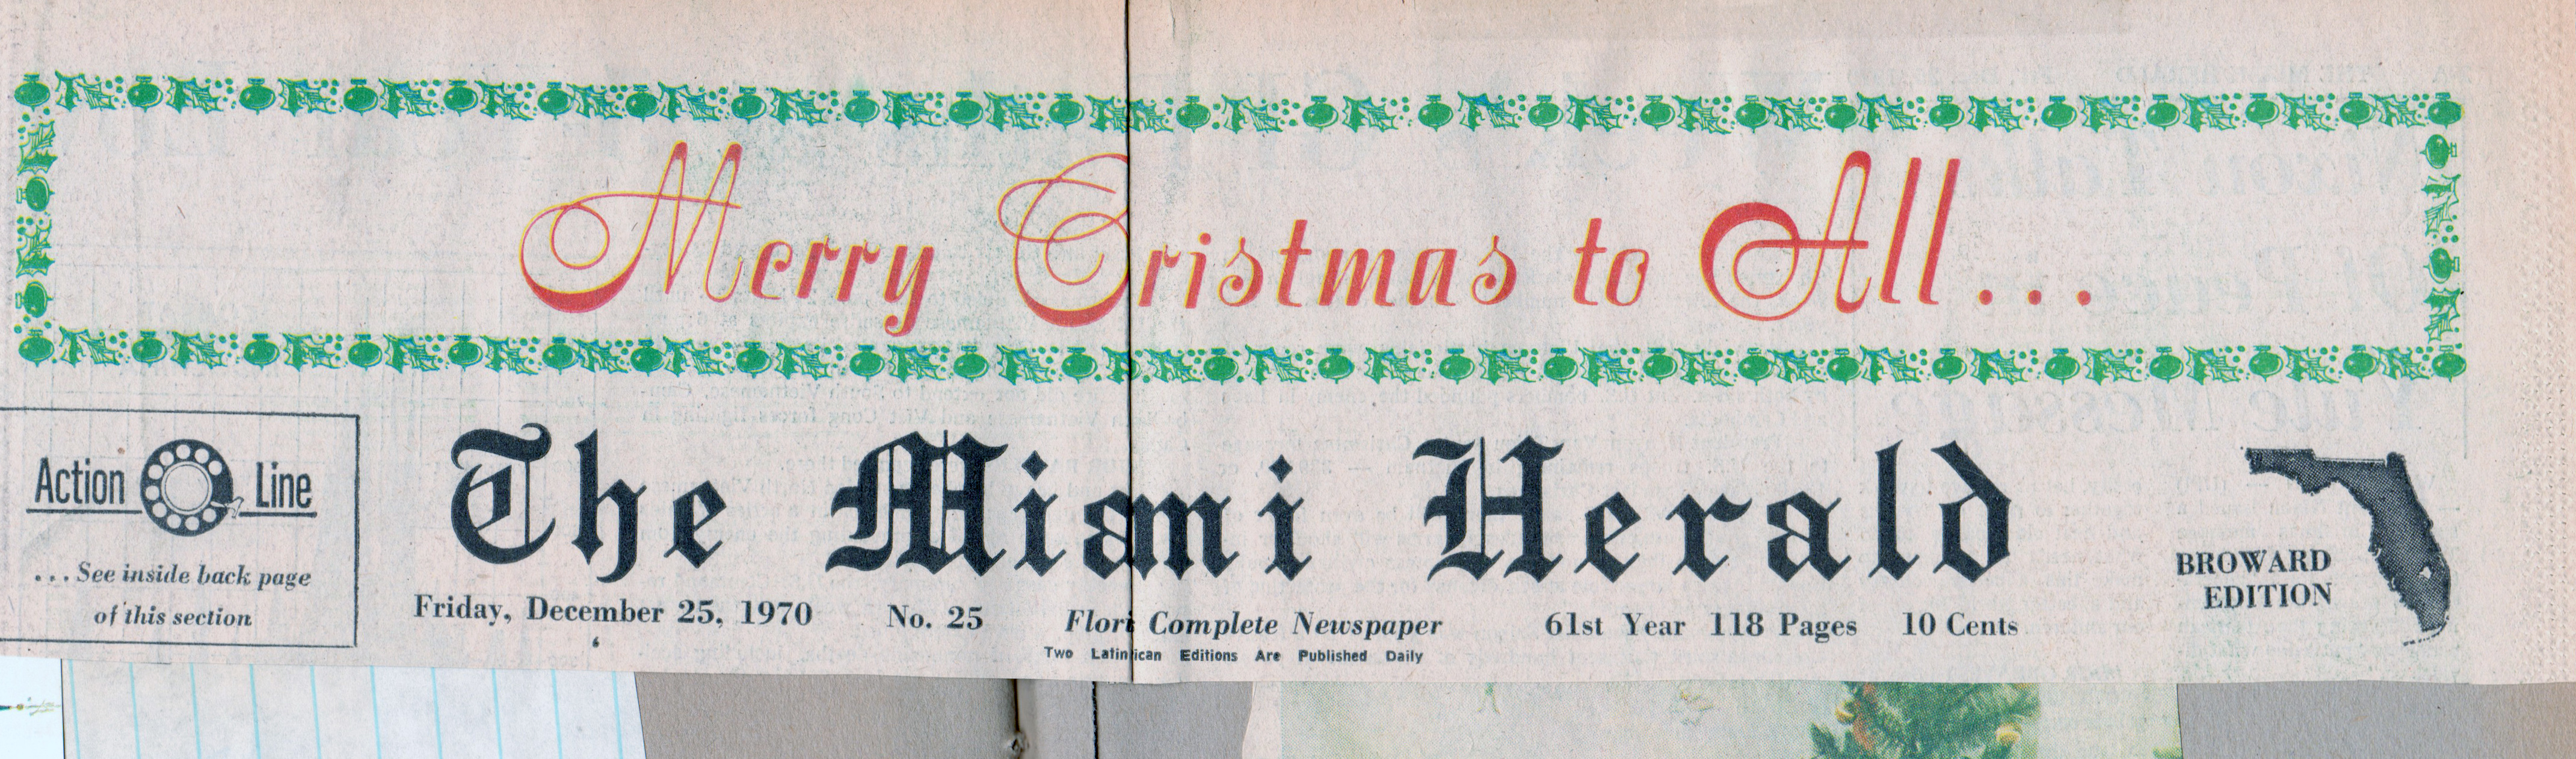 Merry Cristmas to All...
Action Line
...See inside back page
of this section
The Miami Herald
BROWARD
EDITION
Friday, December 25, 1970 No. 25 Flori Complete Newspaper 61st Year 118 Pages 10 Cents
Two Latinican Editions Are Published Daily